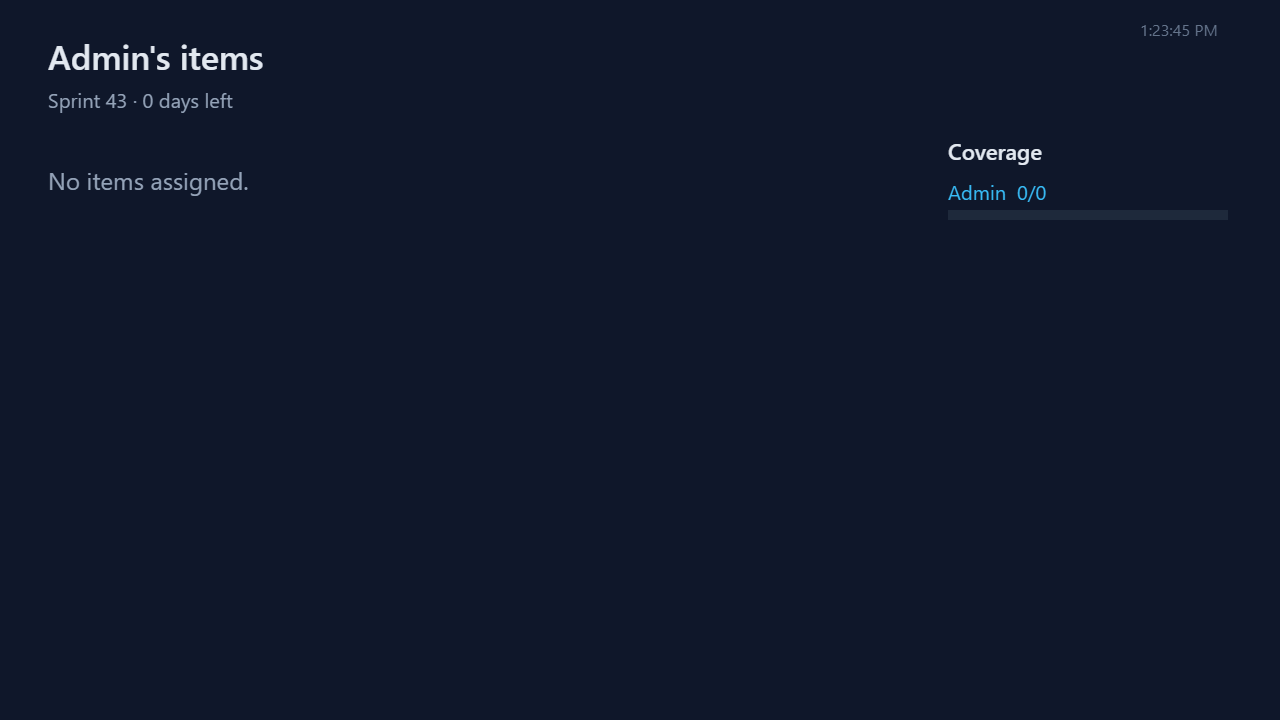 1:23:45 PM
Admin's items
Sprint 43 · 0 days left
No items assigned.
Coverage
Admin 0/0